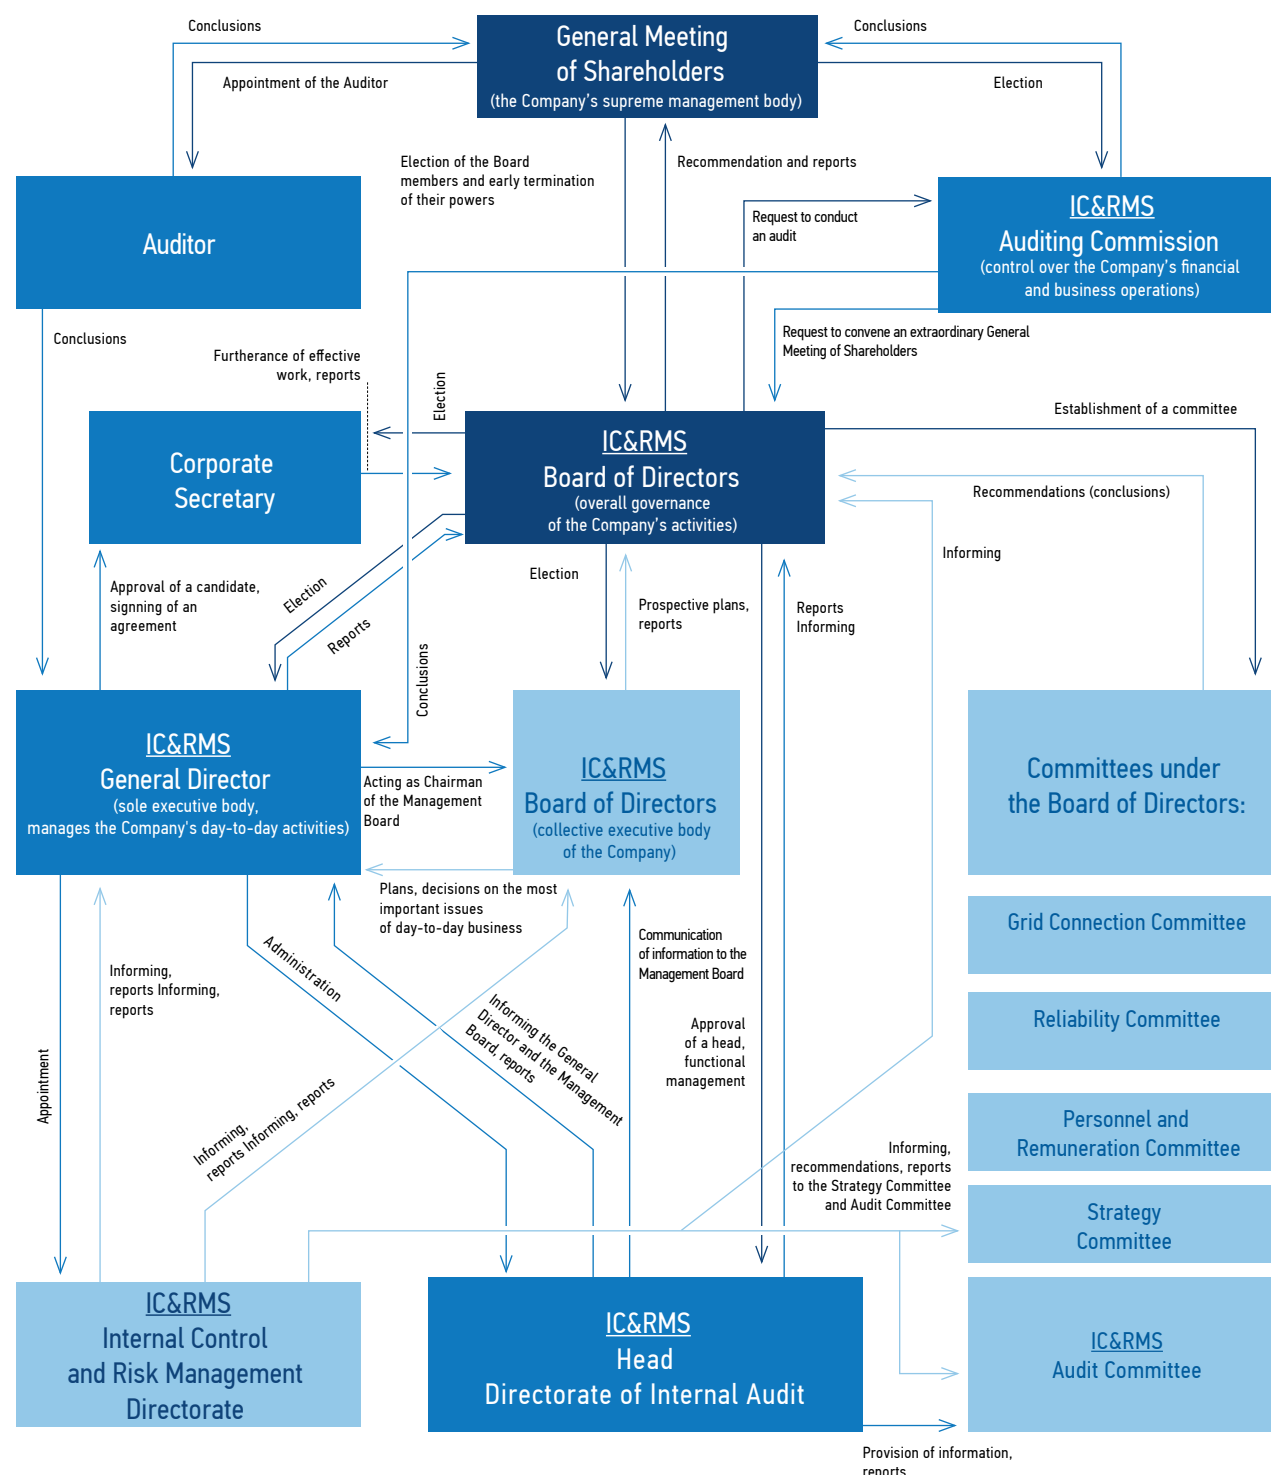 Conclusions
General Meeting
of Shareholders
(the Company's supreme management body)
Conclusions
Appointment of the Auditor
Election
Election of the Board
members and early termination
of their powers
Recommendation and reports
Request to conduct
an audit
Auditor
IC&RMS
Auditing Commission
(control over the Company's financial
and business operations)
Conclusions
Request to convene an extraordinary General
Meeting of Shareholders
Furtherance of effective
work, reports
Election
Establishment of a committee
Corporate
Secretary
IC&RMS
Board of Directors
(overall governance
of the Company's activities)
Recommendations (conclusions)
Informing
Approval of a candidate,
signning of an
agreement
Election
Reports
Election
Prospective plans,
reports
Reports
Informing
Conclusions
IC&RMS
General Director
(sole executive body,
manages the Company's day-to-day activities)
Acting as Chairman
of the Management
Board
IC&RMS
Board of Directors
(collective executive body
of the Company)
Committees under
the Board of Directors:
Plans, decisions on the most
important issues
of day-to-day business
Grid Connection Committee
Informing,
reports Informing,
reports
Administration
Communication
of information to the
Management Board
Informing the General
Director and the Management
Board, reports
Approval
of a head,
functional
management
Reliability Committee
Appointment
Informing,
reports Informing, reports
Personnel and
Remuneration Committee
Informing,
recommendations, reports
to the Strategy Committee
and Audit Committee
Strategy
Committee
IC&RMS
Internal Control
and Risk Management
Directorate
IC&RMS
Head
Directorate of Internal Audit
IC&RMS
Audit Committee
Provision of information,
reports